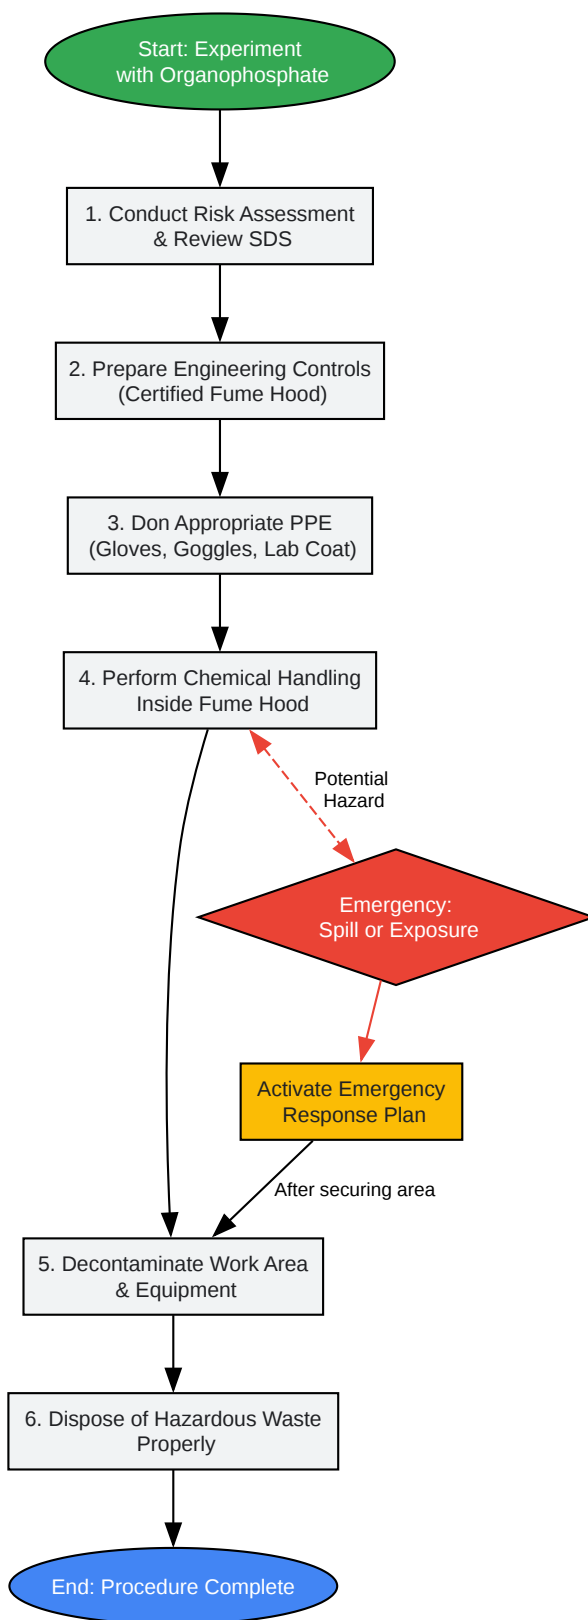 Start: Experiment
with Organophosphate
1. Conduct Risk Assessment
& Review SDS
2. Prepare Engineering Controls
(Certified Fume Hood)
3. Don Appropriate PPE
(Gloves, Goggles, Lab Coat)
4. Perform Chemical Handling
Inside Fume Hood
Potential
Hazard
Emergency:
Spill or Exposure
Activate Emergency
Response Plan
After securing area
5. Decontaminate Work Area
& Equipment
6. Dispose of Hazardous Waste
Properly
End: Procedure Complete